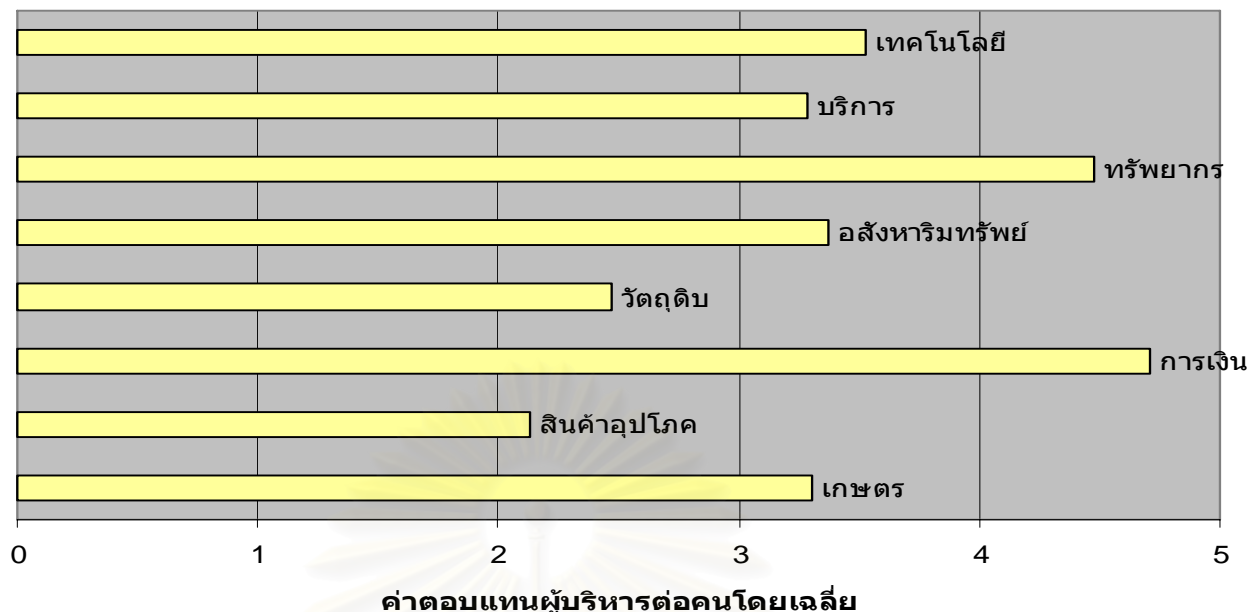 เทคโนโลยี
บริการ
ทรัพยากร
อสังหาริมทรัพย์
วัตถุดิบ
การเงิน
สินค้าอุปโภค
เกษตร
0 1 2 3 4 5
ค่าตอบแทนผู้บริหารต่อคนโดยเฉลี่ย